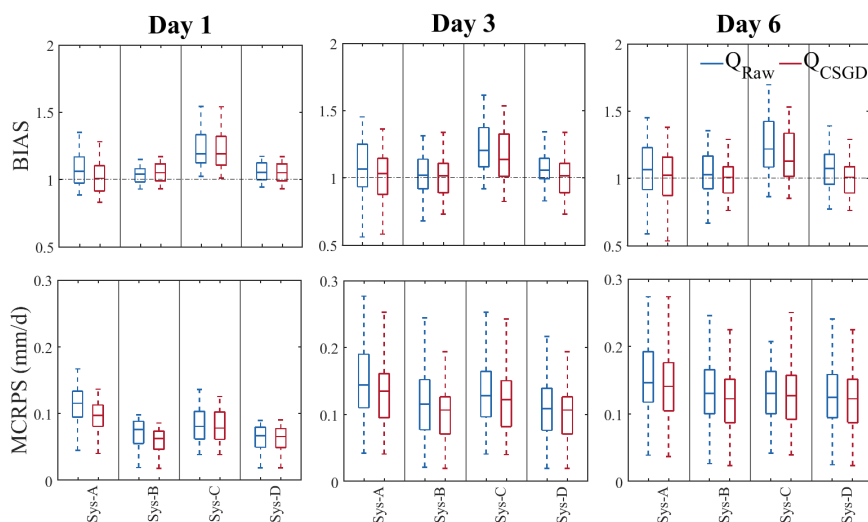 Day 1
Day 3
Day 6
BIAS
2
1.5
1
0.5
2
1.5
1
0.5
2
1.5
1
0.5
Q_Raw Q_CSGD
MCRPS (mm/d)
0.3
0.2
0.1
0
0.3
0.2
0.1
0
0.3
0.2
0.1
0
Sys-A Sys-B Sys-C Sys-D
Sys-A Sys-B Sys-C Sys-D
Sys-A Sys-B Sys-C Sys-D